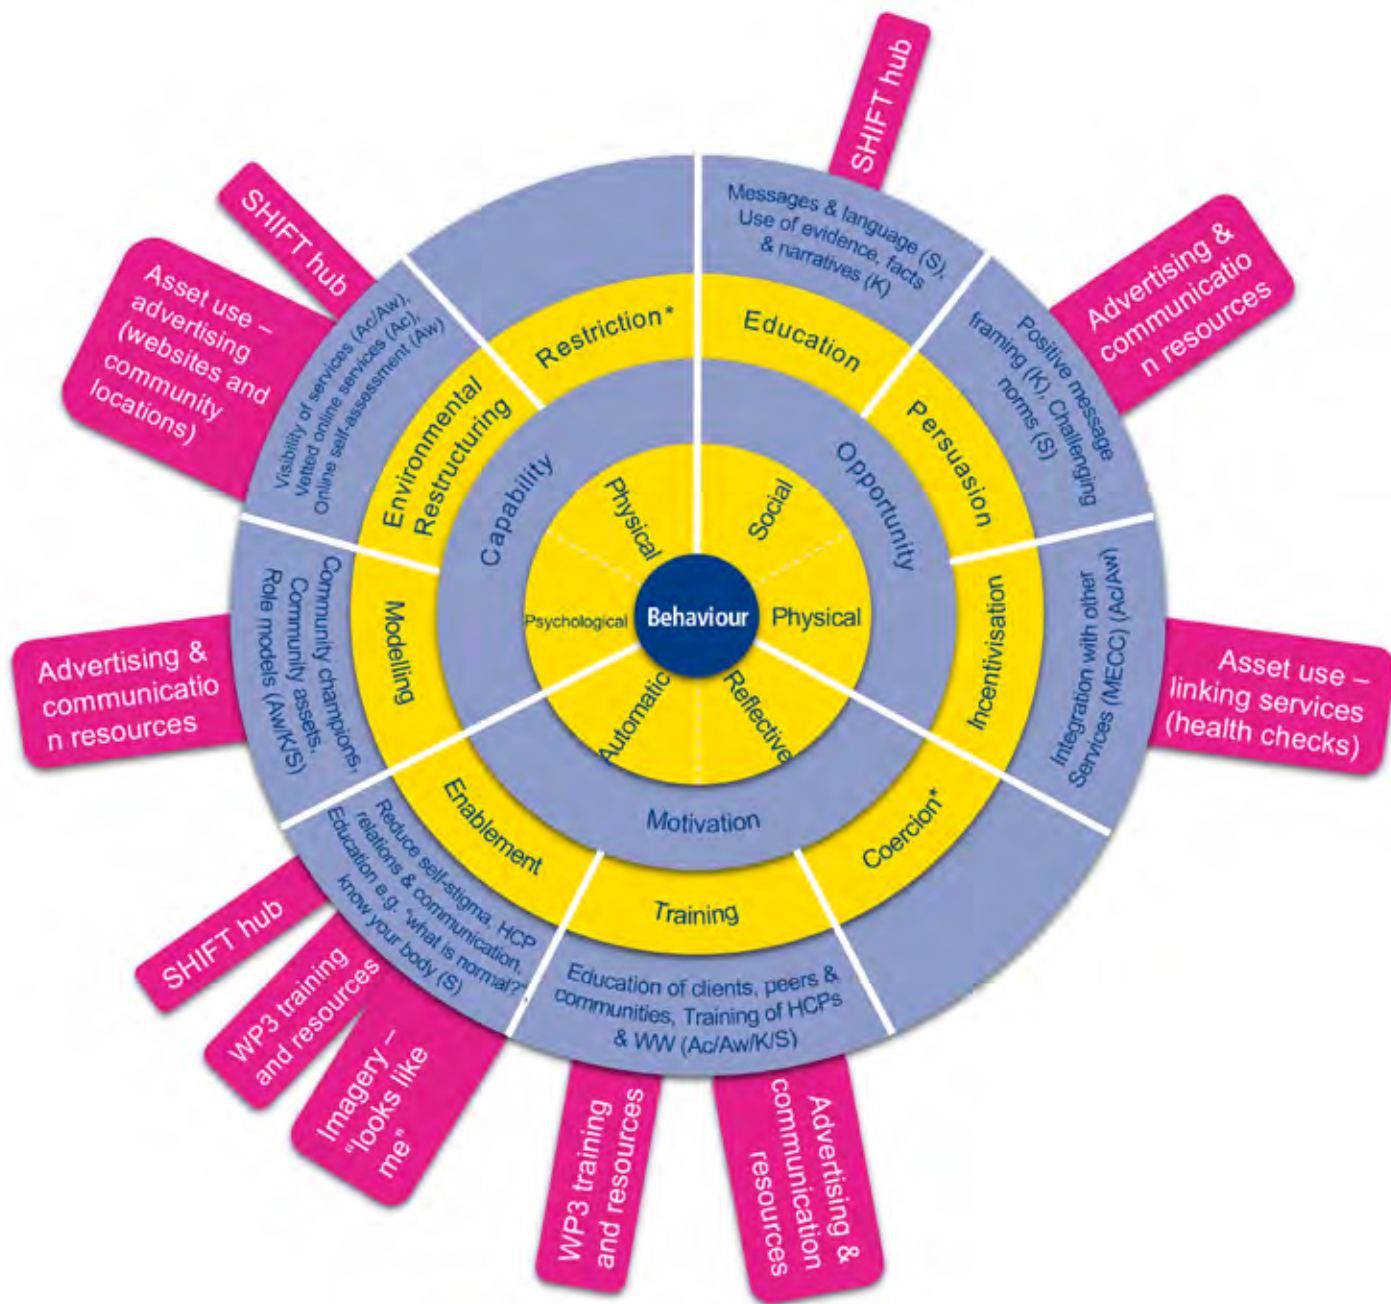 SHIFT hub
Messages & language (S),
Use of evidence, facts
& narratives (K)
Education
Advertising &
communicatio
n resources
Positive message
framing (K), Challenging
norms (S)
Persuasion
Asset use –
linking services
(health checks)
Integration with other
Services (MECC) (Ac/Aw)
Incentivisation
Coercion*
Training
Education of clients, peers &
communities, Training of HCPs
& WW (Ac/Aw/K/S)
Advertising &
communication
resources
WP3 training
and resources
Enablement
Reduce self-stigma, HCP
relations & communication,
Education e.g. “what is normal?”,
know your body (S)
Imagery –
“looks like
me”
WP3 training
and resources
SHIFT hub
Modelling
Community champions,
Community assets,
Role models (Aw/K/S)
Advertising &
communicatio
n resources
Environmental
Restructuring
Visibility of services (Ac/Aw),
Vetted online services (Ac),
Online self-assessment (Aw)
Asset use –
advertising
(websites and
community
locations)
SHIFT hub
Restriction*
Capability
Opportunity
Motivation
Physical
Social
Psychological
Behaviour
Physical
Automatic
Reflective